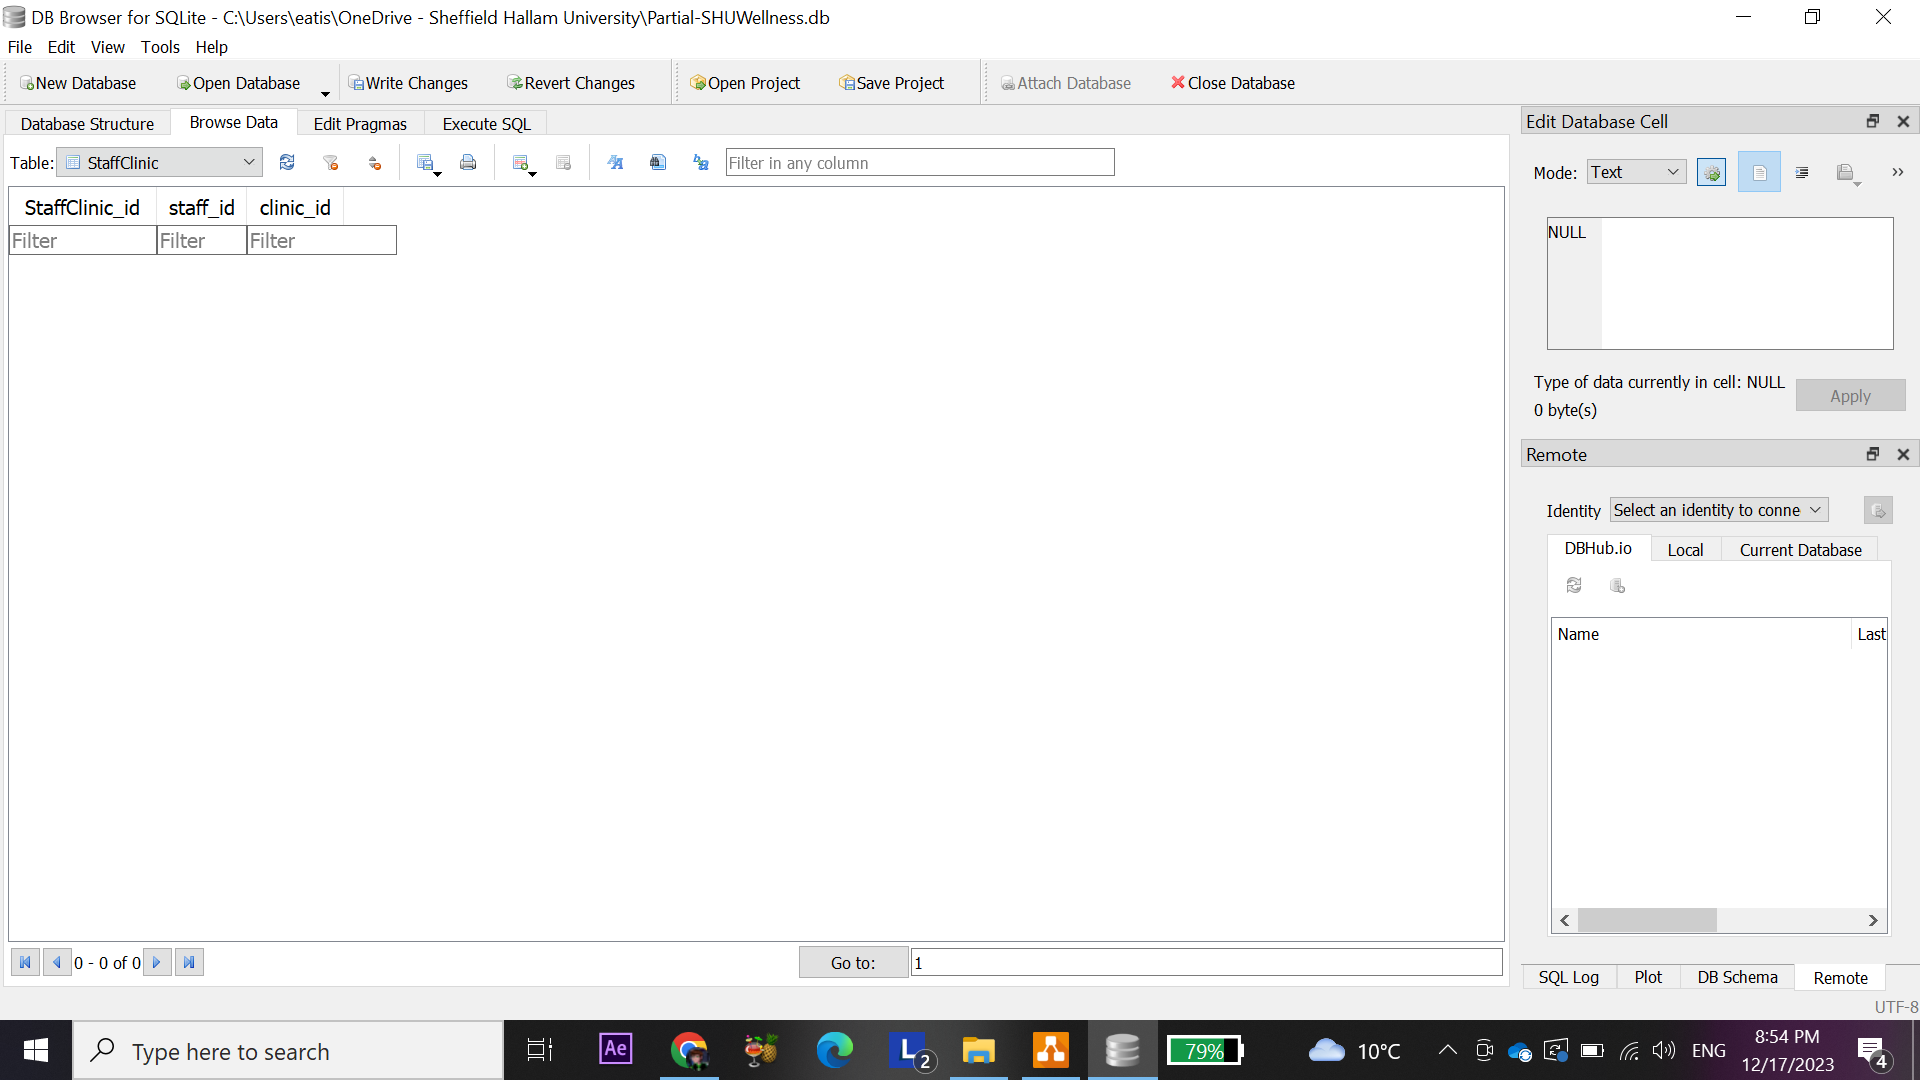 DB Browser for SQLite - C:\Users\eatis\OneDrive - Sheffield Hallam University\Partial-SHUWellness.db
File Edit View Tools Help
New Database Open Database Write Changes Revert Changes Open Project Save Project Attach Database Close Database
Database Structure Browse Data Edit Pragmas Execute SQL
Table: StaffClinic Filter in any column
StaffClinic_id staff_id clinic_id
Filter Filter Filter
0 - 0 of 0 Go to: 1
Edit Database Cell
Mode: Text
NULL
Type of data currently in cell: NULL
0 byte(s)
Apply
Remote
Identity Select an identity to conne
DBHub.io Local Current Database
Name Last
SQL Log Plot DB Schema Remote
UTF-8
Type here to search Ae L 2 79% 10°C ENG 8:54 PM
12/17/2023 4